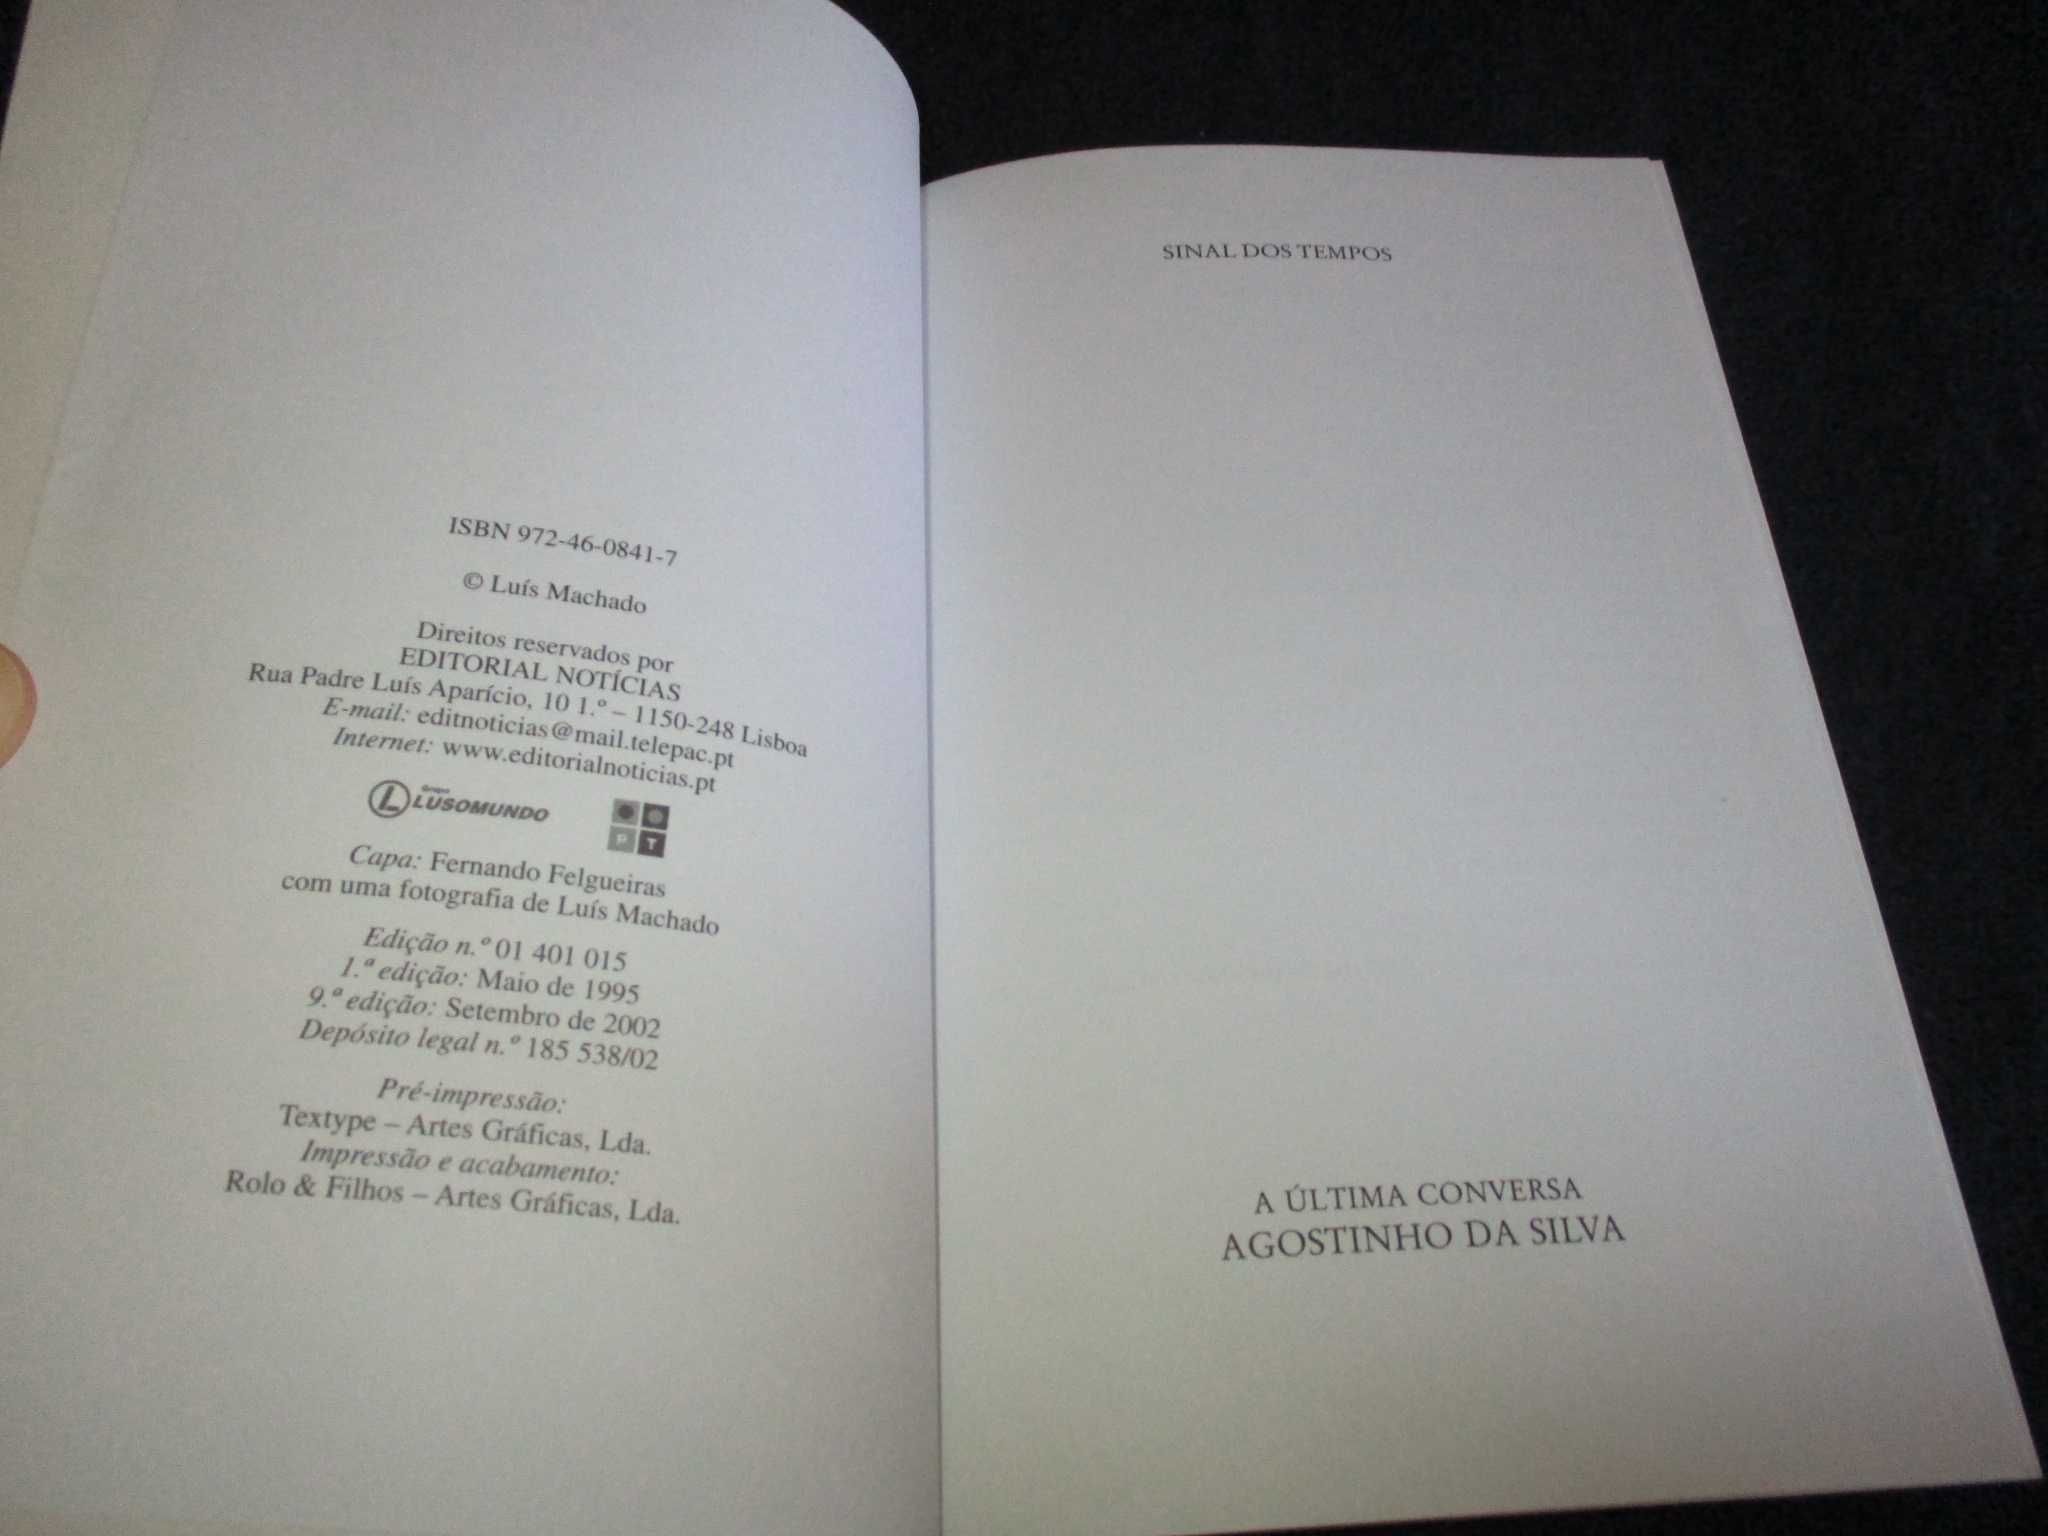 ISBN 972-46-0841-7
© Luís Machado
Direitos reservados por
EDITORIAL NOTÍCIAS
Rua Padre Luís Aparício, 10 1.º – 1150-248 Lisboa
E-mail: editnoticias@mail.telepac.pt
Internet: www.editorialnoticias.pt
Grupo
LUSOMUNDO
P T
Capa: Fernando Felgueiras
com uma fotografia de Luís Machado
Edição n.º 01 401 015
1.ª edição: Maio de 1995
9.ª edição: Setembro de 2002
Depósito legal n.º 185 538/02
Pré-impressão:
Textype – Artes Gráficas, Lda.
Impressão e acabamento:
Rolo & Filhos – Artes Gráficas, Lda.
SINAL DOS TEMPOS
A ÚLTIMA CONVERSA
AGOSTINHO DA SILVA